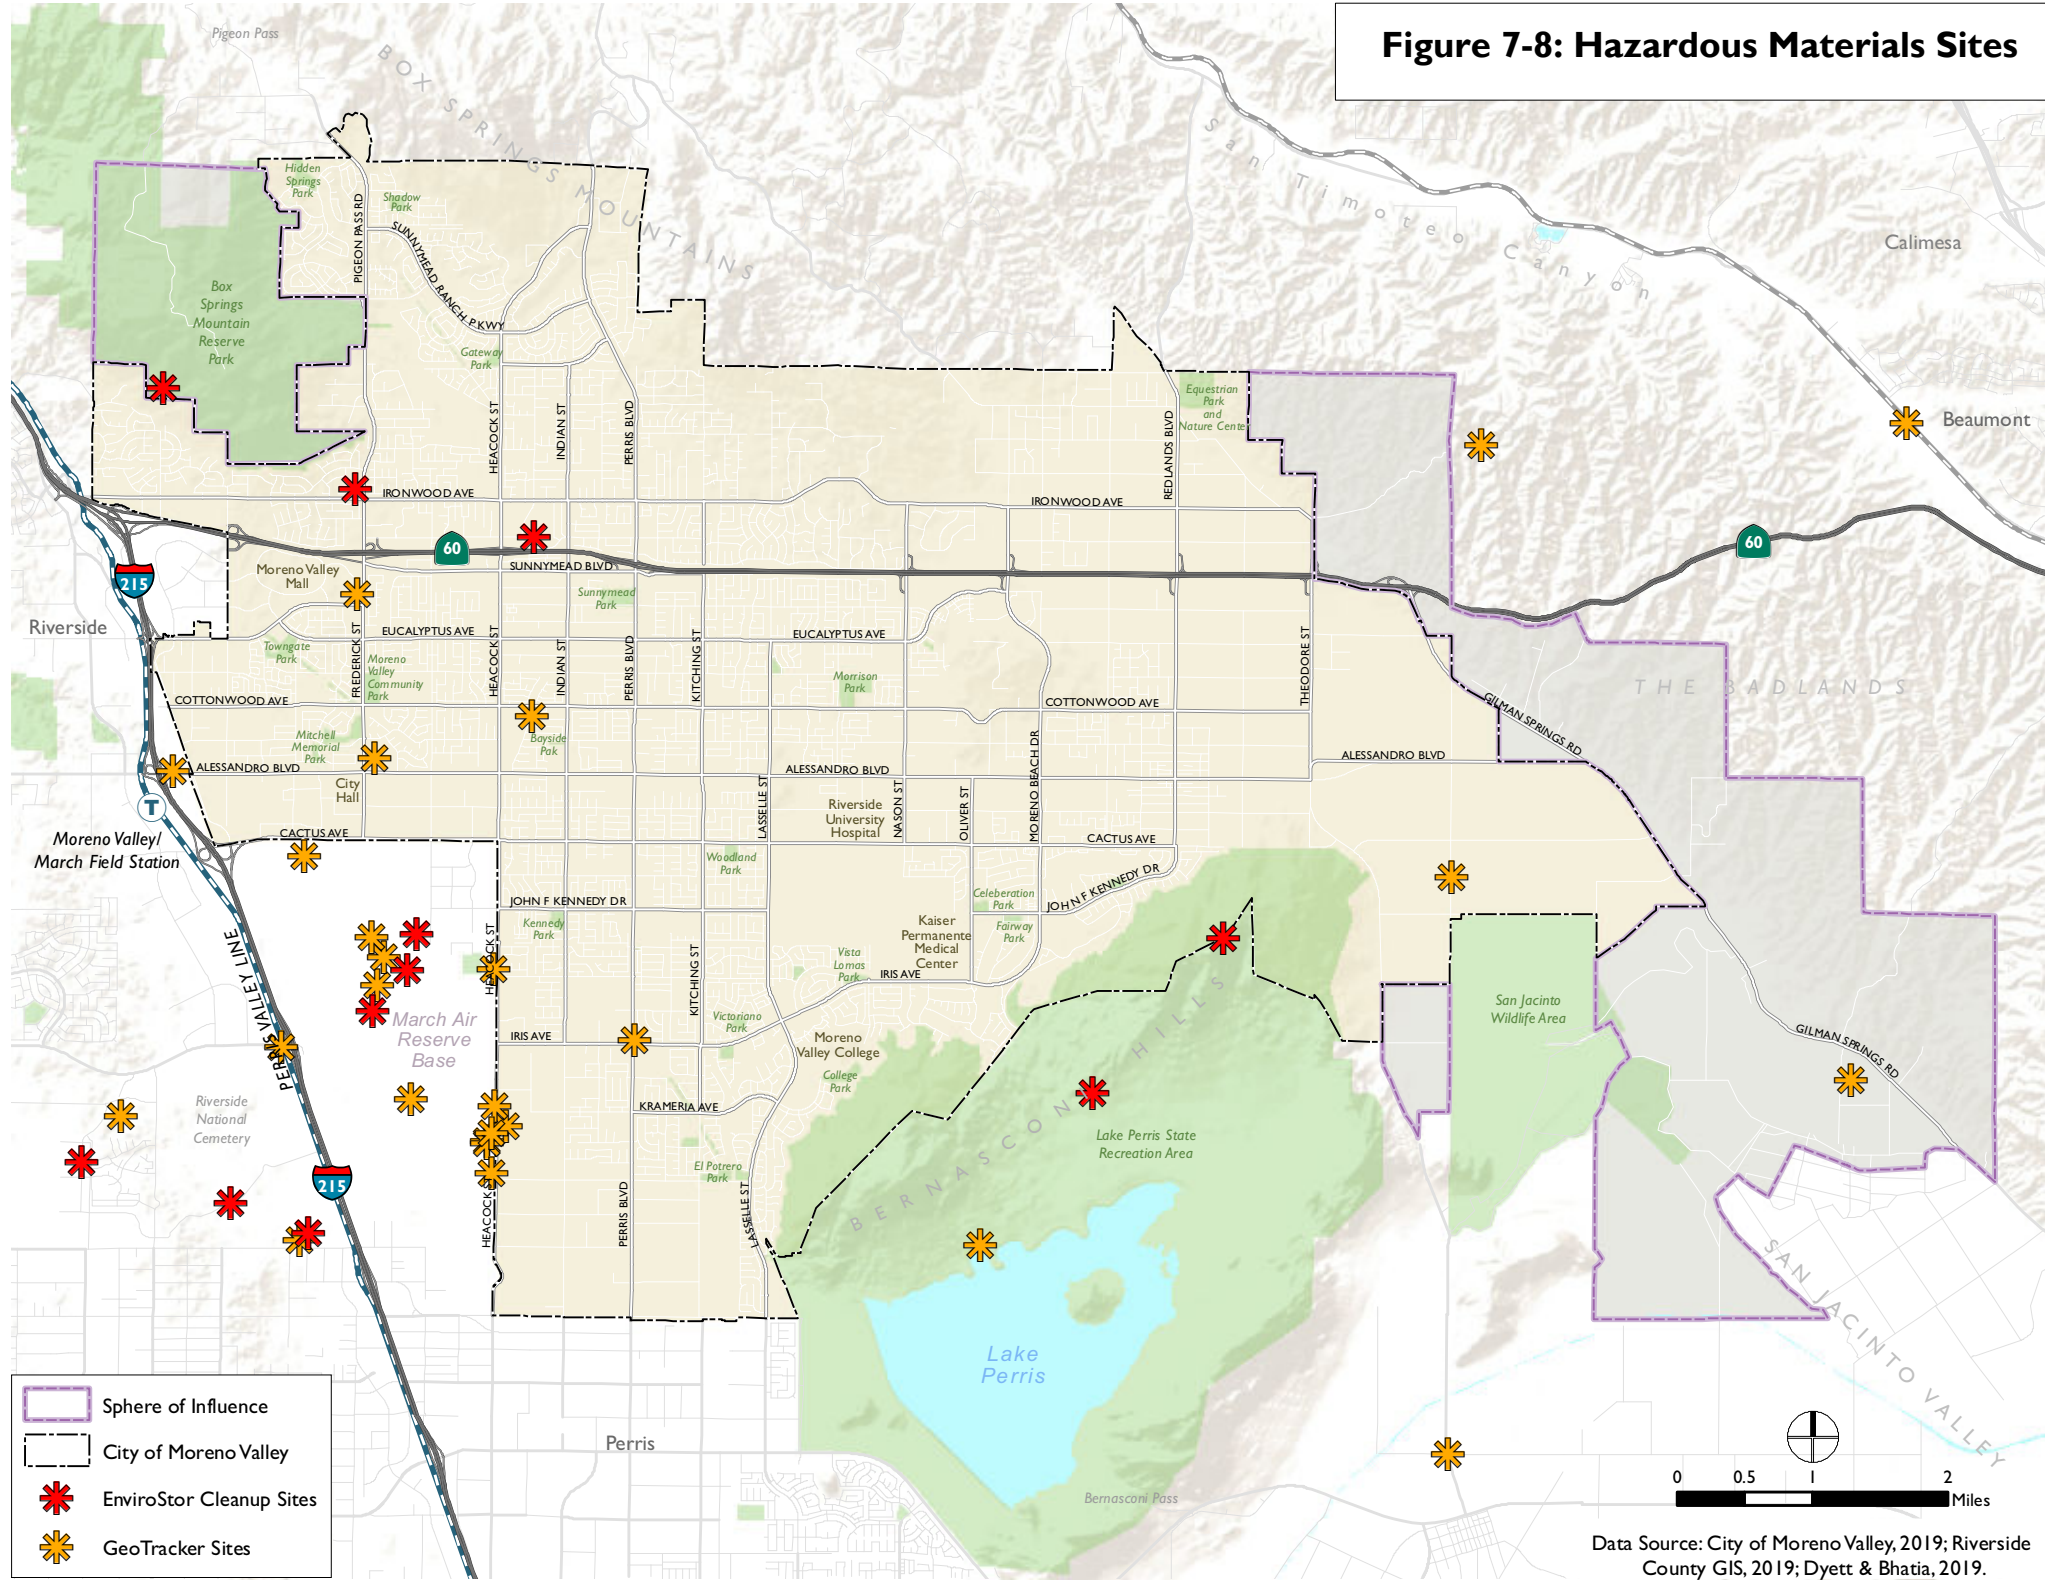 Figure 7-8: Hazardous Materials Sites
Pigeon Pass
BOX SPRINGS MOUNTAINS
San Timoteo Canyon
Calimesa
Hidden
Springs
Park
Shadow
Park
PIGEON PASS RD
SUNNYMEAD RANCH PKWY
Box
Springs
Mountain
Reserve
Park
Gateway
Park
HEACOCK ST
INDIAN ST
PERRIS BLVD
REDLANDS BLVD
Equestrian
Park
and
Nature Cente
Beaumont
IRONWOOD AVE
IRONWOOD AVE
60
60
215
SUNNYMEAD BLVD
Moreno Valley
Mall
Sunnymead
Park
Riverside
EUCALYPTUS AVE
EUCALYPTUS AVE
Towngate
Park
FREDERICK ST
Moreno
Valley
Community
Park
HEACOCK ST
INDIAN ST
PERRIS BLVD
KITCHING ST
Morrison
Park
THEODORE ST
THE BADLANDS
COTTONWOOD AVE
COTTONWOOD AVE
GILMAN SPRINGS RD
Mitchell
Memorial
Park
Bayside
Pak
ALESSANDRO BLVD
ALESSANDRO BLVD
ALESSANDRO BLVD
City
Hall
LASSELLE ST
Riverside
University
Hospital
NASON ST
OLIVER ST
MORENO BEACH DR
T
Moreno Valley/
March Field Station
CACTUS AVE
CACTUS AVE
Woodland
Park
JOHN F KENNEDY DR
JOHN F KENNEDY DR
Celeberation
Park
Kennedy
Park
Kaiser
Permanente
Medical
Center
Fairway
Park
HEACOCK ST
KITCHING ST
Vista
Lomas
Park
IRIS AVE
PERRIS VALLEY LINE
March Air
Reserve
Base
Victoriano
Park
IRIS AVE
Moreno
Valley College
College
Park
San Jacinto
Wildlife Area
GILMAN SPRINGS RD
Riverside
National
Cemetery
KRAMERIA AVE
BERNASCONI HILLS
Lake Perris State
Recreation Area
El Potrero
Park
215
HEACOCK S
PERRIS BLVD
LASSELLE ST
SAN JACINTO VALLEY
Lake
Perris
Perris
Bernasconi Pass
Sphere of Influence
City of Moreno Valley
EnviroStor Cleanup Sites
GeoTracker Sites
0 0.5 1 2
Miles
Data Source: City of Moreno Valley, 2019; Riverside
County GIS, 2019; Dyett & Bhatia, 2019.